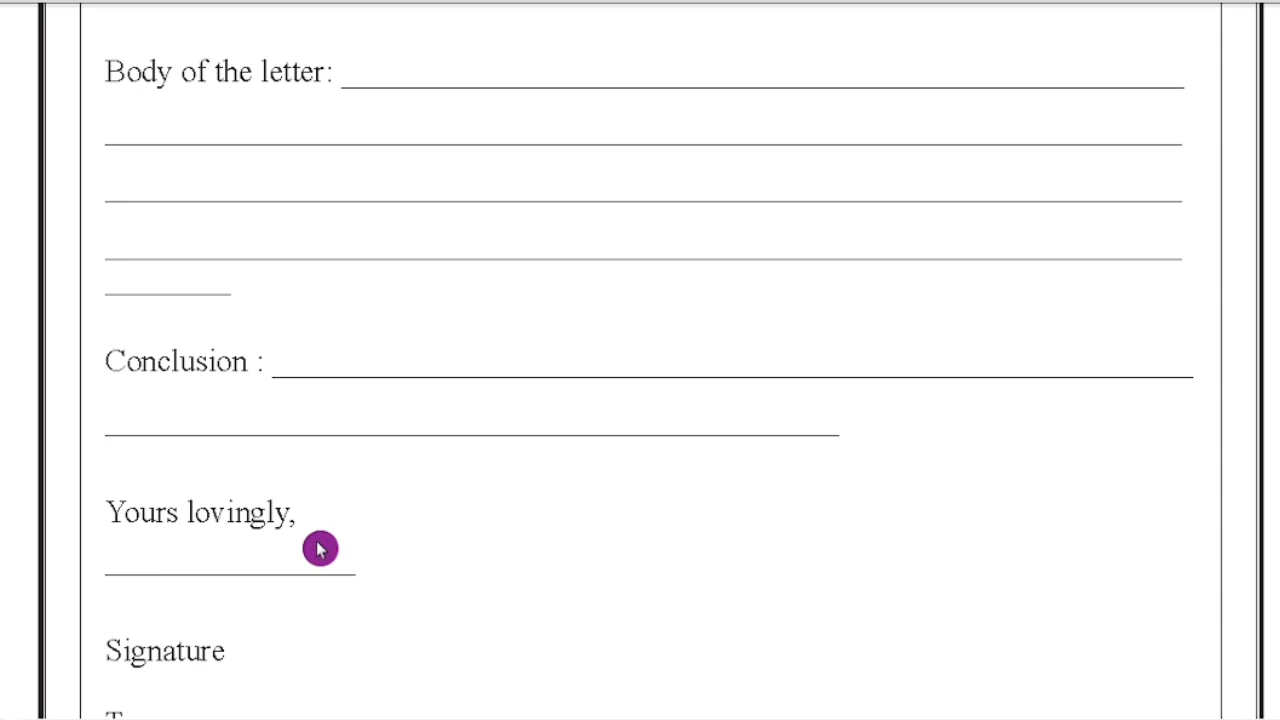 Body of the letter:
Conclusion :
Yours lovingly,
Signature